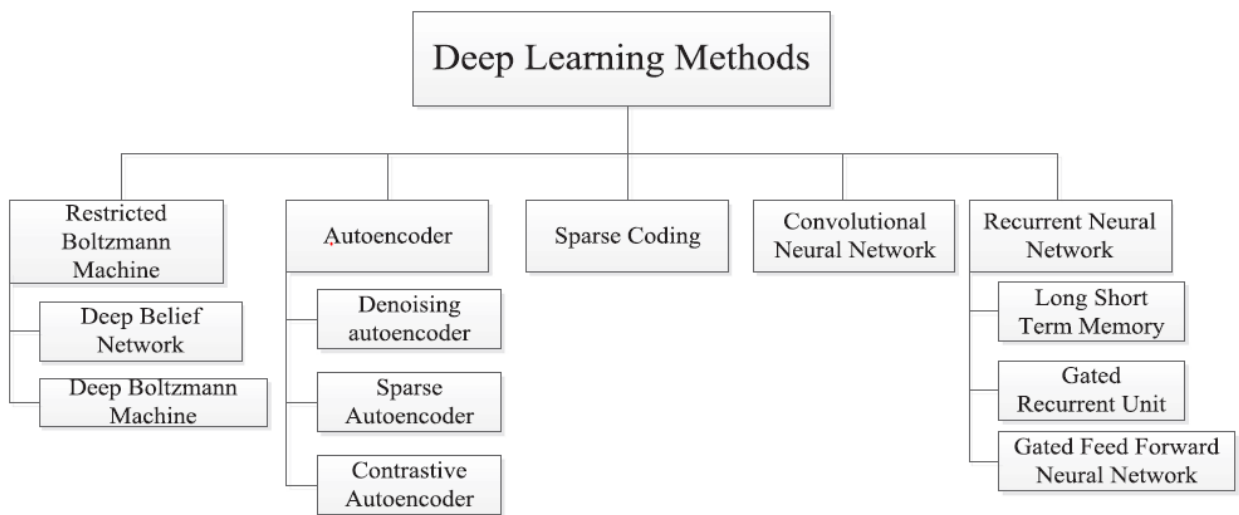 Deep Learning Methods
Restricted
Boltzmann
Machine
Deep Belief
Network
Deep Boltzmann
Machine
Autoencoder
Denoising
autoencoder
Sparse
Autoencoder
Contrastive
Autoencoder
Sparse Coding
Convolutional
Neural Network
Recurrent Neural
Network
Long Short
Term Memory
Gated
Recurrent Unit
Gated Feed Forward
Neural Network